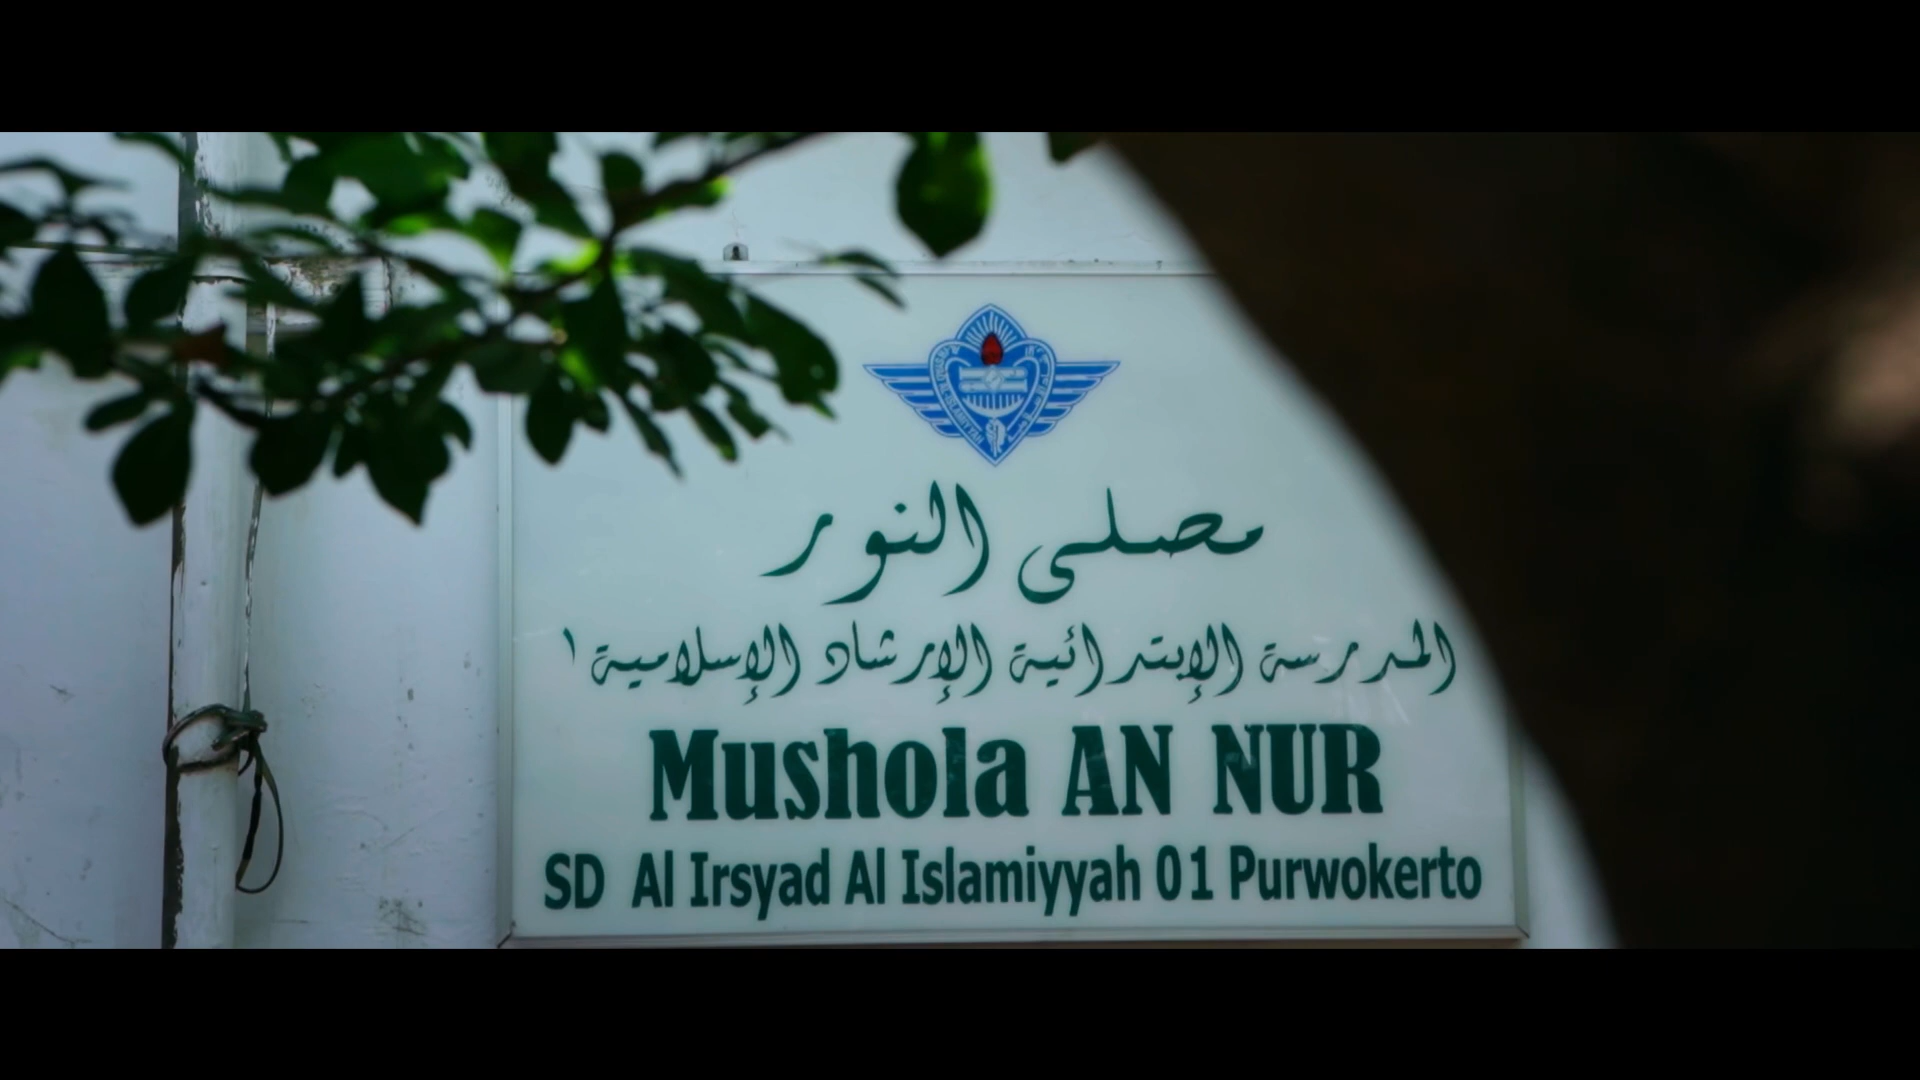 مصلى النور
المدرسة الإبتدائية الإرشاد الإسلامية ١
Mushola AN NUR
SD Al Irsyad Al Islamiyyah 01 Purwokerto